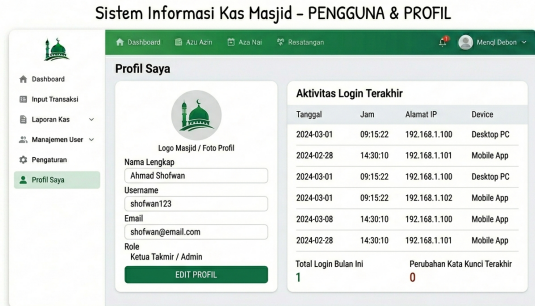 Sistem Informasi Kas Masjid – PENGGUNA & PROFIL
Dashboard
Azu Azin
Aza Nai
Resatangan
Menql Debon
Dashboard
Input Transaksi
Laporan Kas
Manajemen User
Pengaturan
Profil Saya
Profil Saya
Logo Masjid / Foto Profil
Nama Lengkap
Ahmad Shofwan
Username
shofwan123
Email
shofwan@email.com
Role
Ketua Takmir / Admin
EDIT PROFIL
Aktivitas Login Terakhir
Tanggal Jam Alamat IP Device
2024-03-01 09:15:22 192.168.1.100 Desktop PC
2024-02-28 14:30:10 192.168.1.101 Mobile App
2024-03-01 09:15:22 192.168.1.100 Desktop PC
2024-03-01 09:15:22 192.168.1.102 Mobile App
2024-03-08 14:30:10 192.168.1.100 Mobile App
2024-02-28 14:30:10 192.168.1.101 Mobile App
Total Login Bulan Ini
1
Perubahan Kata Kunci Terakhir
0